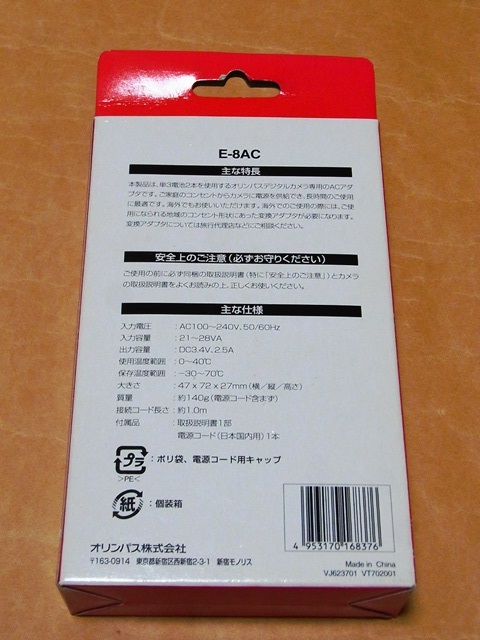 E-8AC
主な特長
本製品は、単3電池2本を使用するオリンパスデジタルカメラ専用のACアダ
プタです。ご家庭のコンセントからカメラに電源を供給でき、長時間のご使用
に最適です。海外でもお使いいただけます。海外でのご使用の際には、ご使
用になられる地域のコンセント形状にあった変換アダプタが必要になります。
変換アダプタについては旅行代理店などにご相談ください。
安全上のご注意(必ずお守りください)
ご使用の前に必ず同梱の取扱説明書(特に「安全上のご注意」)とカメラ
の取扱説明書をよくお読みの上、正しくお使いください。
主な仕様
入力電圧 : AC100〜240V、50/60Hz
入力容量 : 21〜28VA
出力容量 : DC3.4V、2.5A
使用温度範囲 : 0〜40℃
保存温度範囲 : -30〜70℃
大きさ : 47×72×27mm(横/縦/高さ)
質量 : 約140g(電源コード含まず)
接続コード長さ : 約1.0m
付属品 : 取扱説明書1部
電源コード(日本国内用)1本
プラ : ポリ袋、電源コード用キャップ
>PE<
紙 : 個装箱
オリンパス株式会社
〒163-0914 東京都新宿区西新宿2-3-1 新宿モノリス
4 953170 168376
Made in China
VJ623701 VT702001